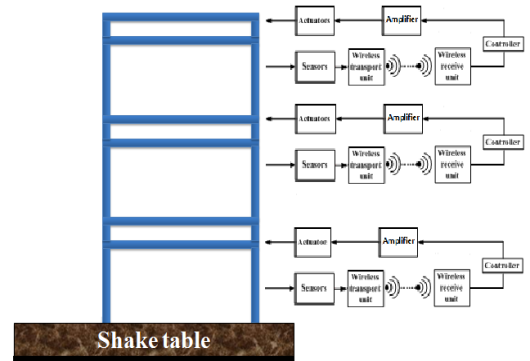 Actuators
Amplifier
Controller
Sensors
Wireless
transport
unit
Wireless
receive
unit
Actuators
Amplifier
Controller
Sensors
Wireless
transport
unit
Wireless
receive
unit
Actuator
Amplifier
Controller
Sensors
Wireless
transport
unit
Wireless
receive
unit
Shake table